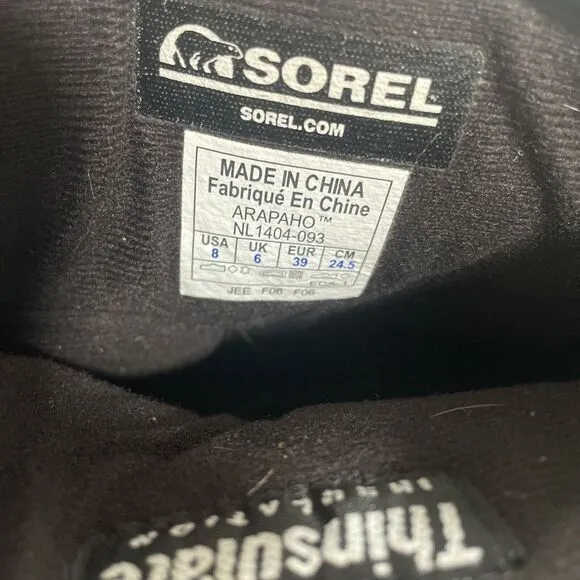 SOREL
SOREL.COM
MADE IN CHINA
Fabriqué En Chine
ARAPAHO™
NL1404-093
USA UK EUR CM
8 6 39 24.5
JEE F06 F06
Thinsulate
INSULATION